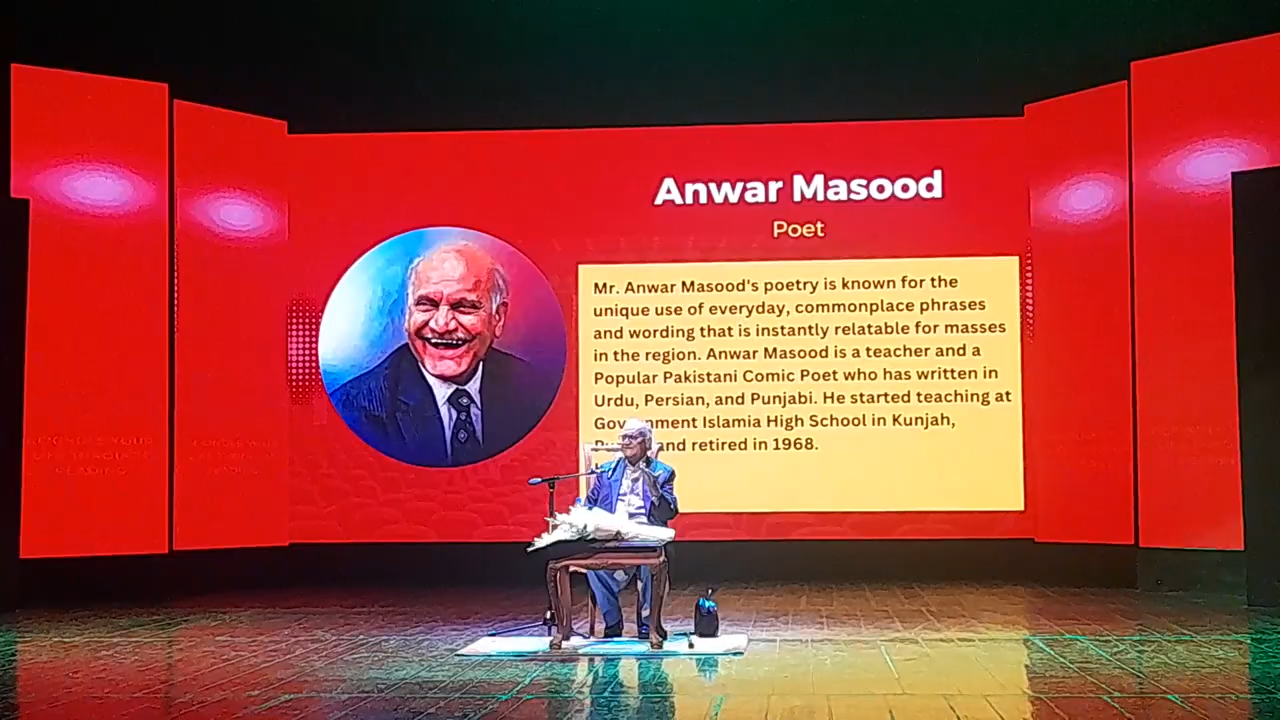 Anwar Masood
Poet
Mr. Anwar Masood's poetry is known for the
unique use of everyday, commonplace phrases
and wording that is instantly relatable for masses
in the region. Anwar Masood is a teacher and a
Popular Pakistani Comic Poet who has written in
Urdu, Persian, and Punjabi. He started teaching at
Government Islamia High School in Kunjah,
and retired in 1968.